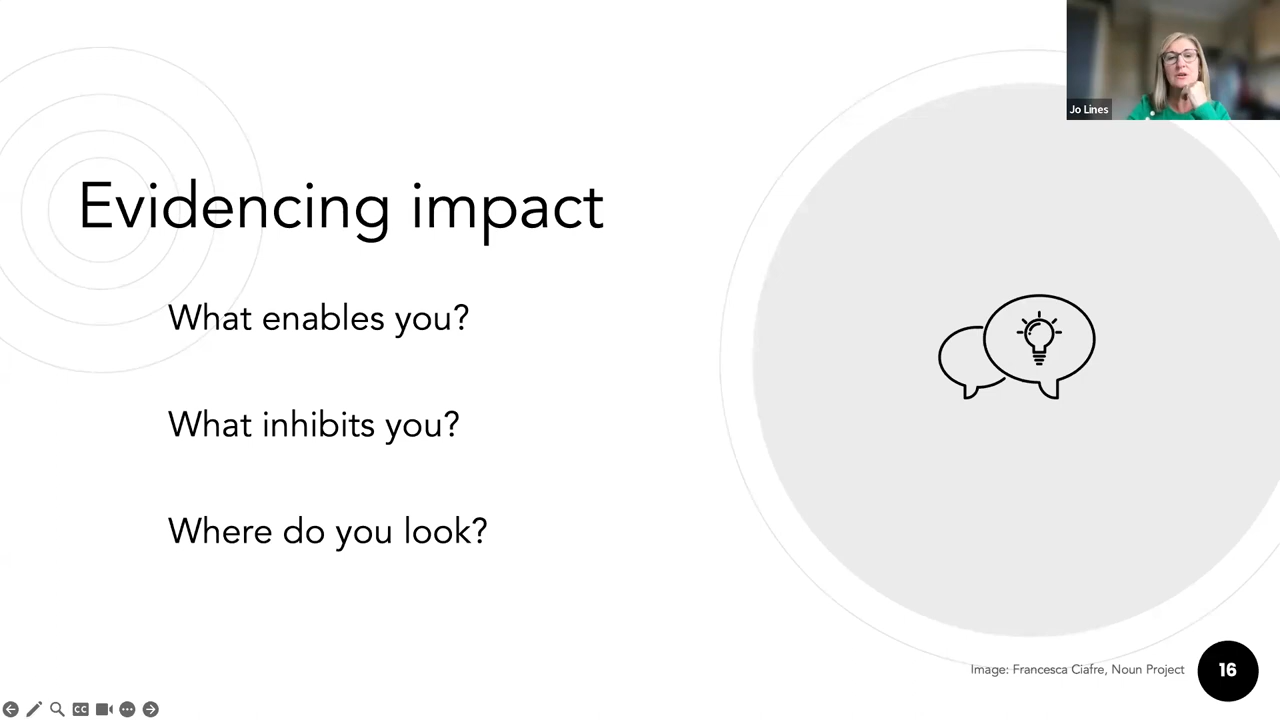 Jo Lines
Evidencing impact
What enables you?
What inhibits you?
Where do you look?
Image: Francesca Ciafre, Noun Project
16
CC